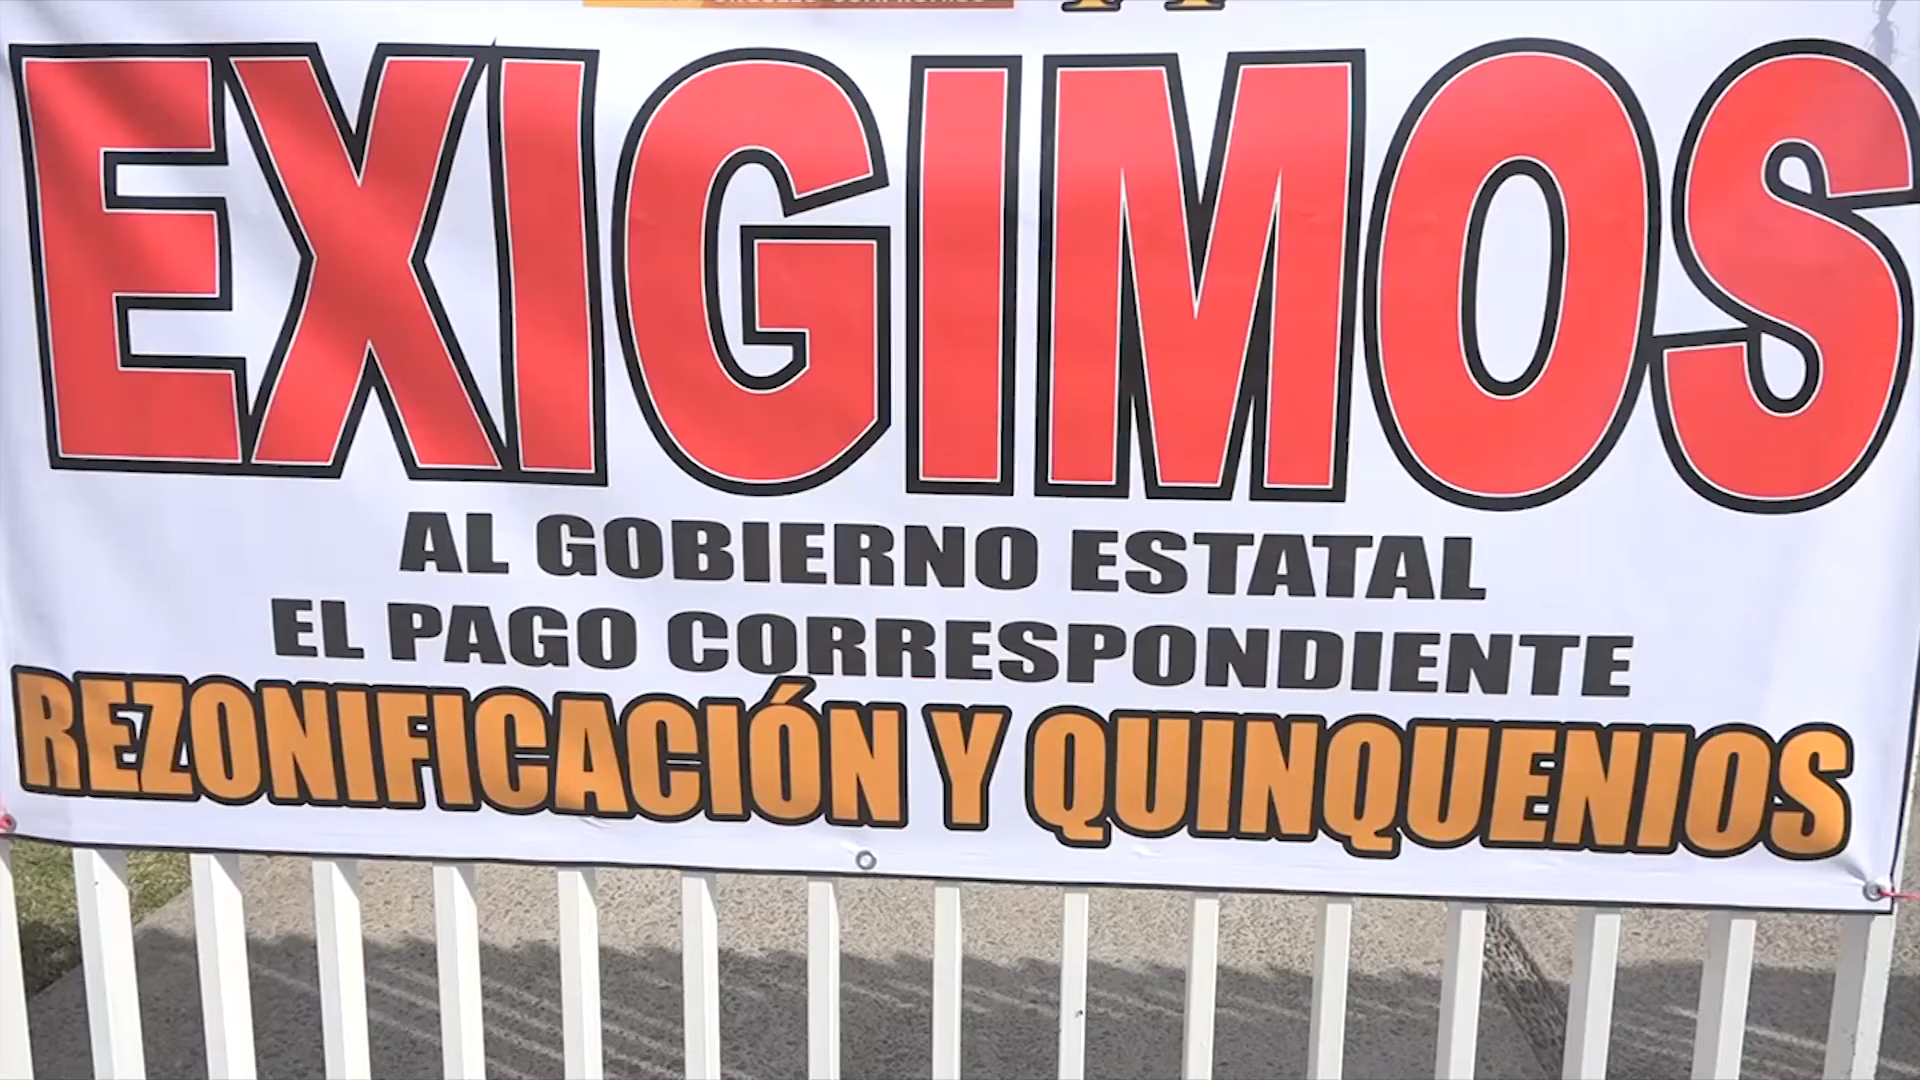 EXIGIMOS
AL GOBIERNO ESTATAL
EL PAGO CORRESPONDIENTE
REZONIFICACIÓN Y QUINQUENIOS